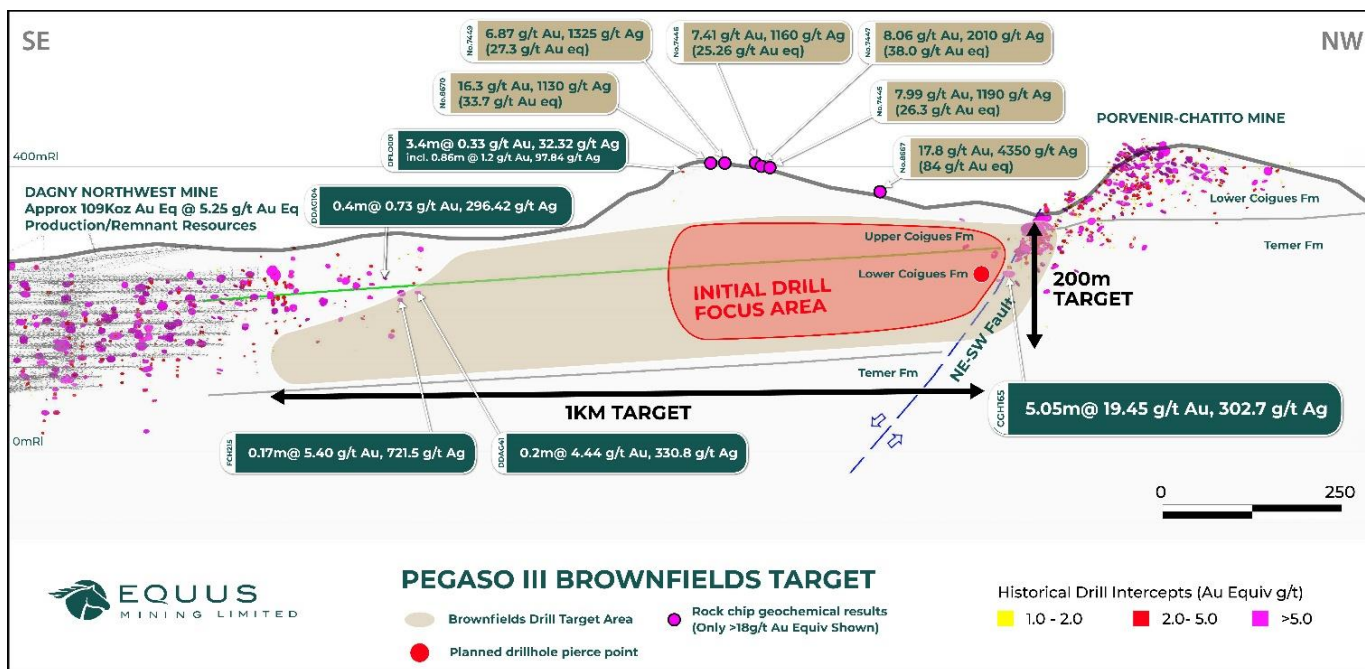 SE
NW
No.7449
6.87 g/t Au, 1325 g/t Ag
(27.3 g/t Au eq)
No.7448
7.41 g/t Au, 1160 g/t Ag
(25.26 g/t Au eq)
No.7447
8.06 g/t Au, 2010 g/t Ag
(38.0 g/t Au eq)
No.8670
16.3 g/t Au, 1130 g/t Ag
(33.7 g/t Au eq)
No.7445
7.99 g/t Au, 1190 g/t Ag
(26.3 g/t Au eq)
PORVENIR-CHATITO MINE
3.4m@ 0.33 g/t Au, 32.32 g/t Ag
incl. 0.86m @ 1.2 g/t Au, 97.84 g/t Ag
No.8667
17.8 g/t Au, 4350 g/t Ag
(84 g/t Au eq)
400mRl
DAGNY NORTHWEST MINE
Approx 109Koz Au Eq @ 5.25 g/t Au Eq
Production/Remnant Resources
DDAG104
0.4m@ 0.73 g/t Au, 296.42 g/t Ag
Lower Coigues Fm
Upper Coigues Fm
Temer Fm
Lower Coigues Fm
INITIAL DRILL
FOCUS AREA
200m
TARGET
NE-SW Fault
Temer Fm
1KM TARGET
0mRl
FCH215
0.17m@ 5.40 g/t Au, 721.5 g/t Ag
DDAG41
0.2m@ 4.44 g/t Au, 330.8 g/t Ag
CGH165
5.05m@ 19.45 g/t Au, 302.7 g/t Ag
0
250
EQUUS
MINING LIMITED
PEGASO III BROWNFIELDS TARGET
Brownfields Drill Target Area
Rock chip geochemical results
(Only >18g/t Au Equiv Shown)
Planned drillhole pierce point
Historical Drill Intercepts (Au Equiv g/t)
1.0 - 2.0
2.0- 5.0
>5.0